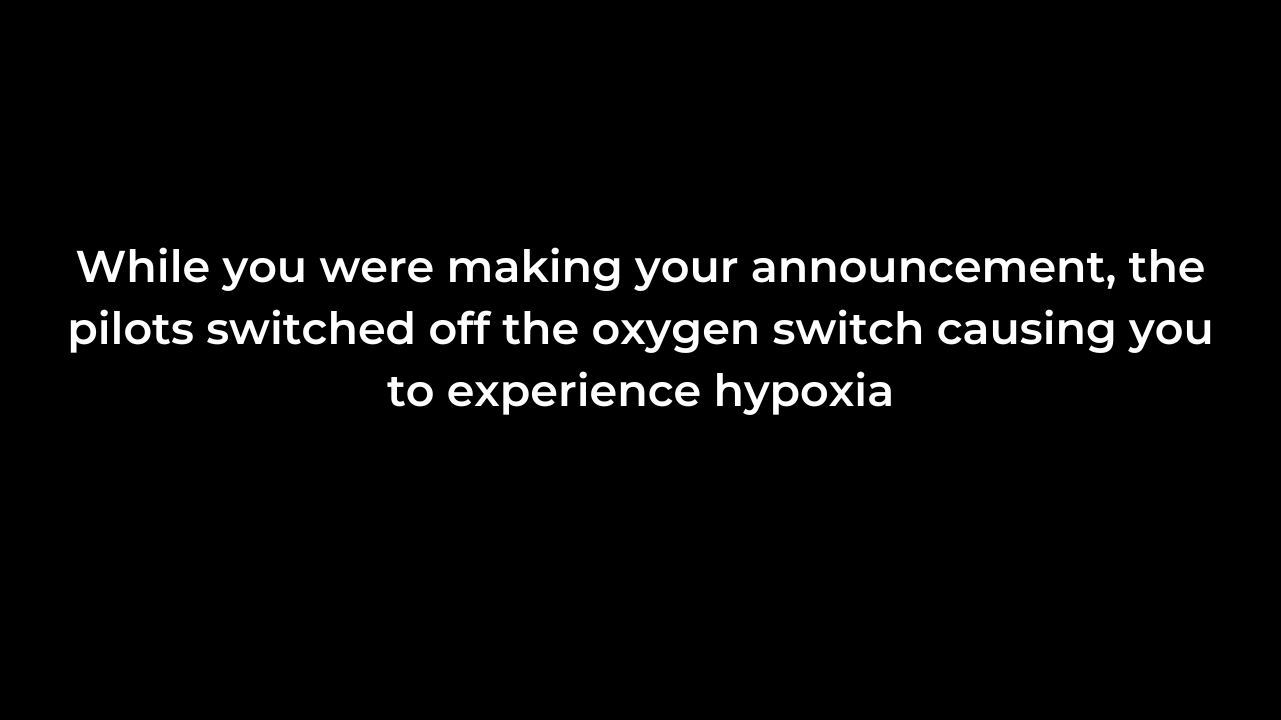 While you were making your announcement, the
pilots switched off the oxygen switch causing you
to experience hypoxia